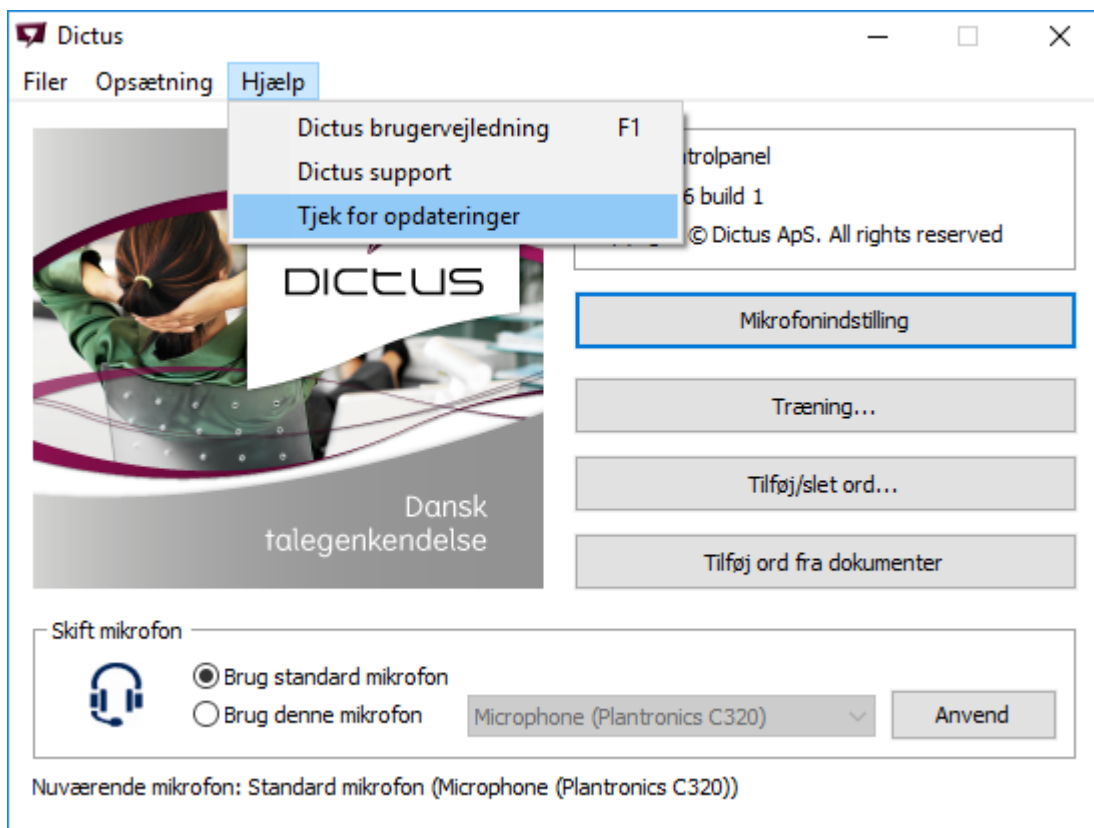 Dictus
Filer Opsætning Hjælp
Dictus brugervejledning F1
Dictus support
Tjek for opdateringer
build 1
© Dictus ApS. All rights reserved
DICTUS
Dansk
talegenkendelse
Mikrofonindstilling
Træning...
Tilføj/slet ord...
Tilføj ord fra dokumenter
Skift mikrofon
Brug standard mikrofon
Brug denne mikrofon Microphone (Plantronics C320) Anvend
Nuværende mikrofon: Standard mikrofon (Microphone (Plantronics C320))